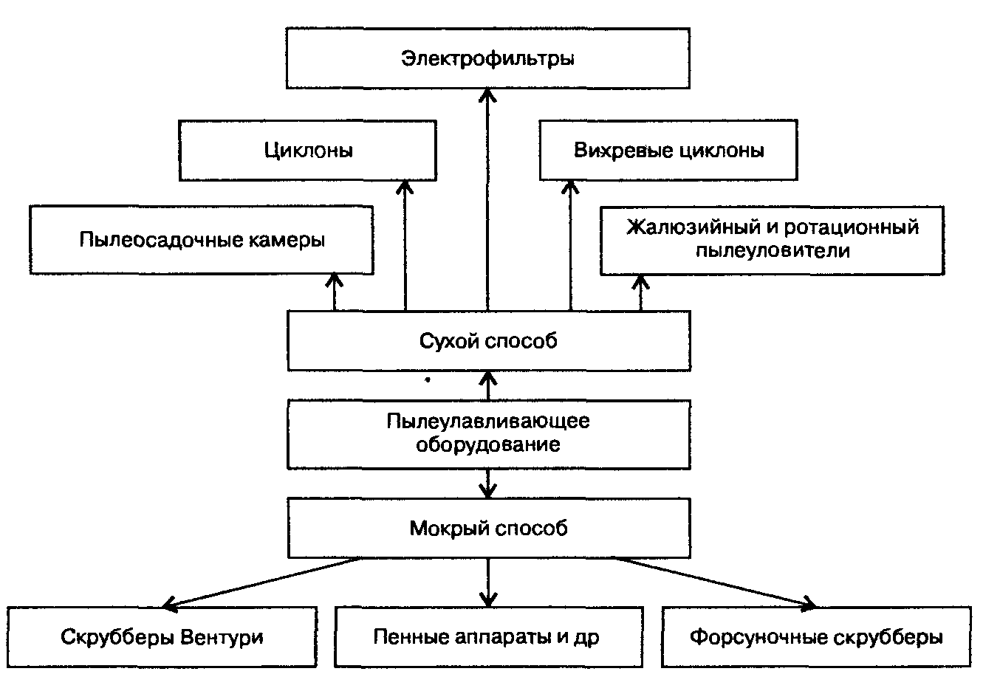 Электрофильтры
Циклоны
Вихревые циклоны
Пылеосадочные камеры
Жалюзийный и ротационный
пылеуловители
Сухой способ
Пылеулавливающее
оборудование
Мокрый способ
Скрубберы Вентури
Пенные аппараты и др
Форсуночные скрубберы